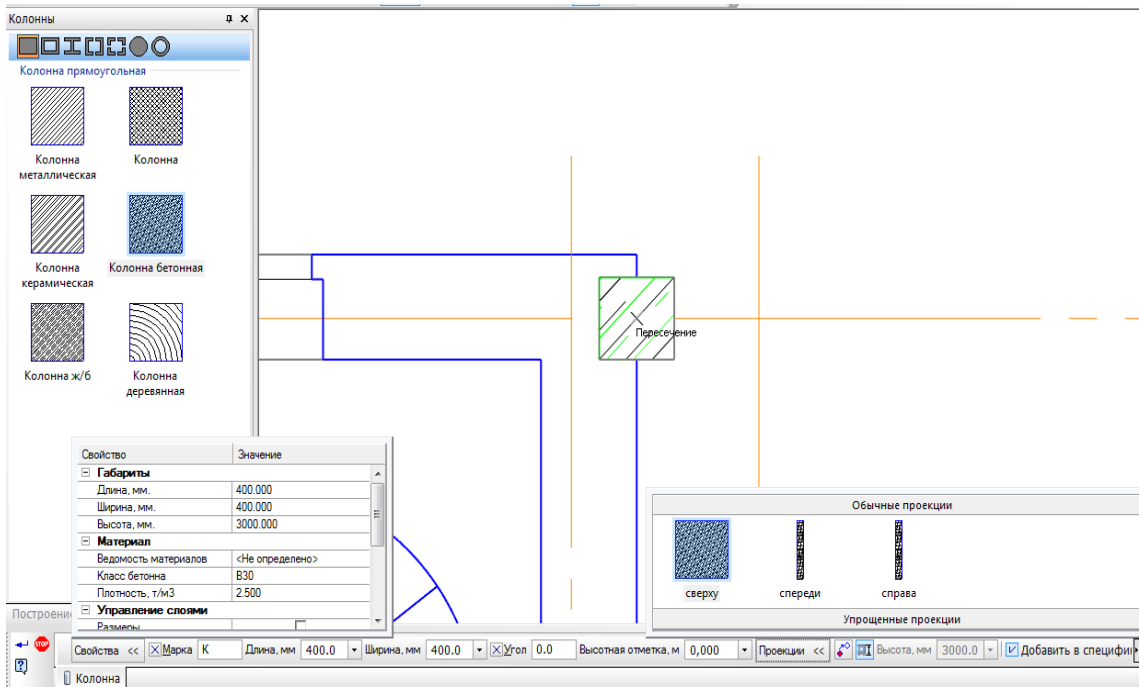 Колонны
Колонна прямоугольная
Колонна металлическая
Колонна
Колонна керамическая
Колонна бетонная
Колонна ж/б
Колонна деревянная
Пересечение
Свойство Значение
Габариты
Длина, мм. 400.000
Ширина, мм. 400.000
Высота, мм. 3000.000
Материал
Ведомость материалов <Не определено>
Класс бетона B30
Плотность, т/м3 2.500
Управление слоями
Размеры
Обычные проекции
сверху спереди справа
Упрощенные проекции
Построение
STOP
Свойства << Марка К Длина, мм 400.0 Ширина, мм 400.0 Угол 0.0 Высотная отметка, м 0,000 Проекции << Высота, мм 3000.0 Добавить в специфи
Колонна